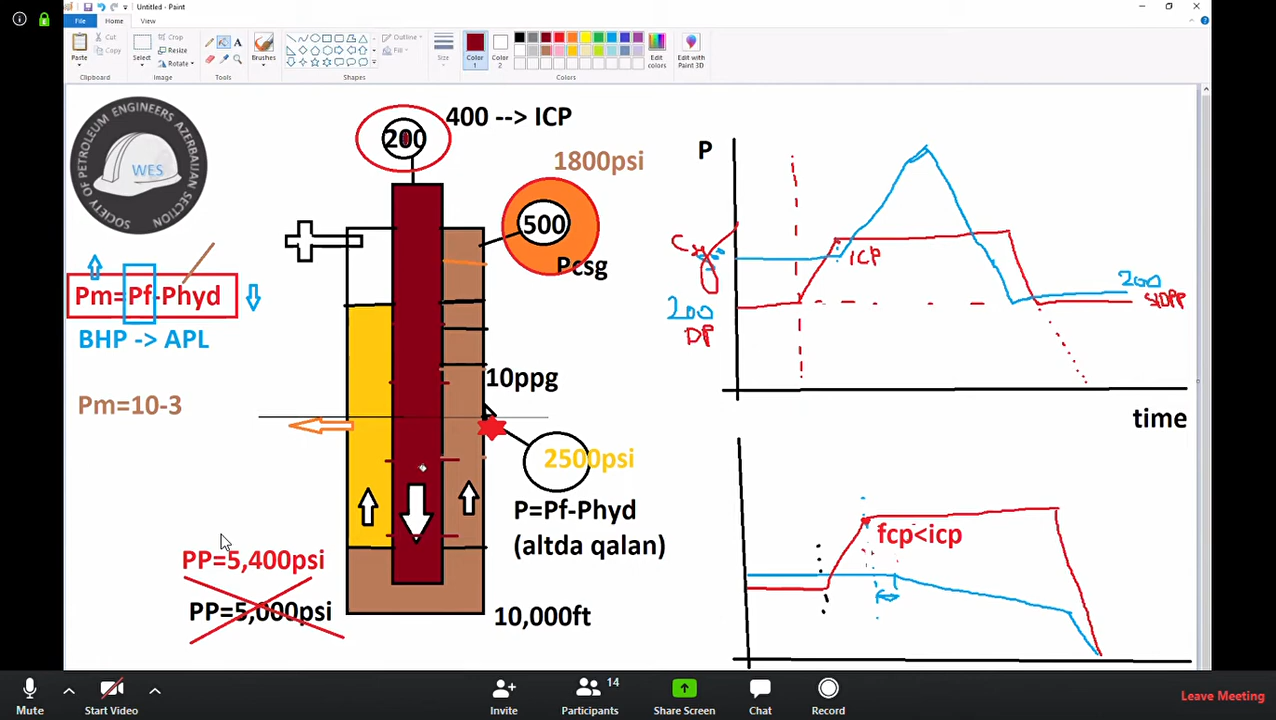 Untitled - Paint
File
Home
View
Paste
Cut
Copy
Clipboard
Select
Crop
Resize
Rotate
Image
A
Tools
Brushes
Outline
Fill
Shapes
Size
Color 1
Color 2
Edit colors
Colors
Edit with Paint 3D
SOCIETY OF PETROLEUM ENGINEERS AZERBAIJAN SECTION
WES
200
400 --> ICP
1800psi
500
Pcsg
Pm=Pf-Phyd
BHP -> APL
Pm=10-3
10ppg
2500psi
P=Pf-Phyd
(altda qalan)
PP=5,400psi
PP=5,000psi
10,000ft
P
ICP
200
DP
200
SIDPP
time
fcp<icp
Mute
Start Video
Invite
14
Participants
Share Screen
Chat
Record
Leave Meeting